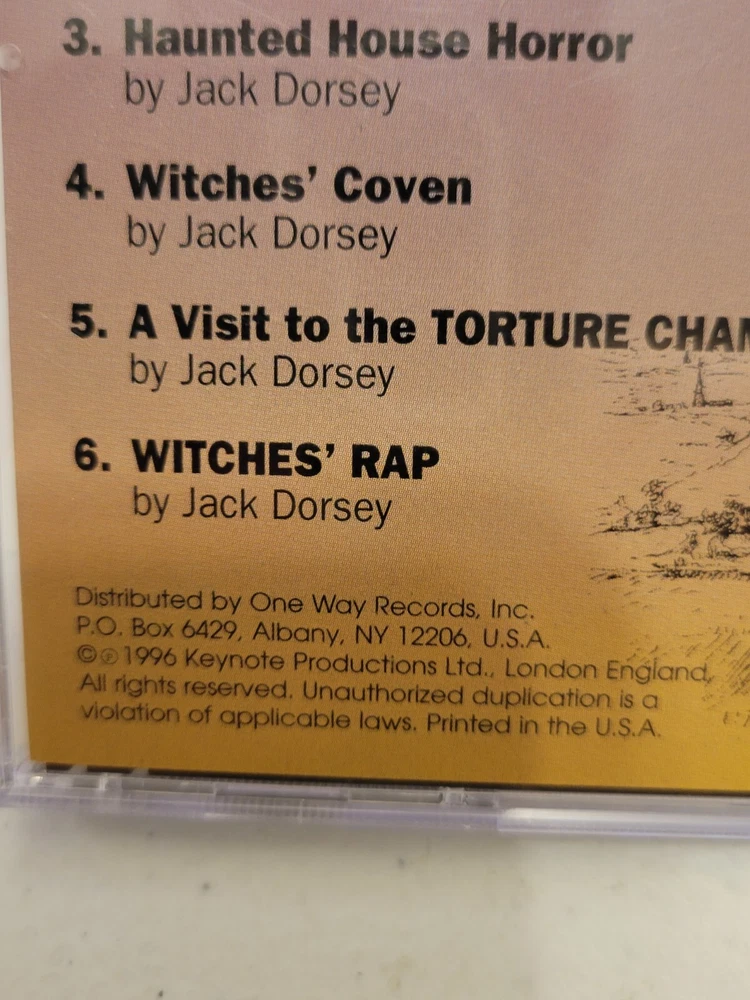 3. Haunted House Horror
by Jack Dorsey
4. Witches' Coven
by Jack Dorsey
5. A Visit to the TORTURE CHA
by Jack Dorsey
6. WITCHES' RAP
by Jack Dorsey
Distributed by One Way Records, Inc.
P.O. Box 6429, Albany, NY 12206, U.S.A.
©℗1996 Keynote Productions Ltd., London England,
All rights reserved. Unauthorized duplication is a
violation of applicable laws. Printed in the U.S.A.